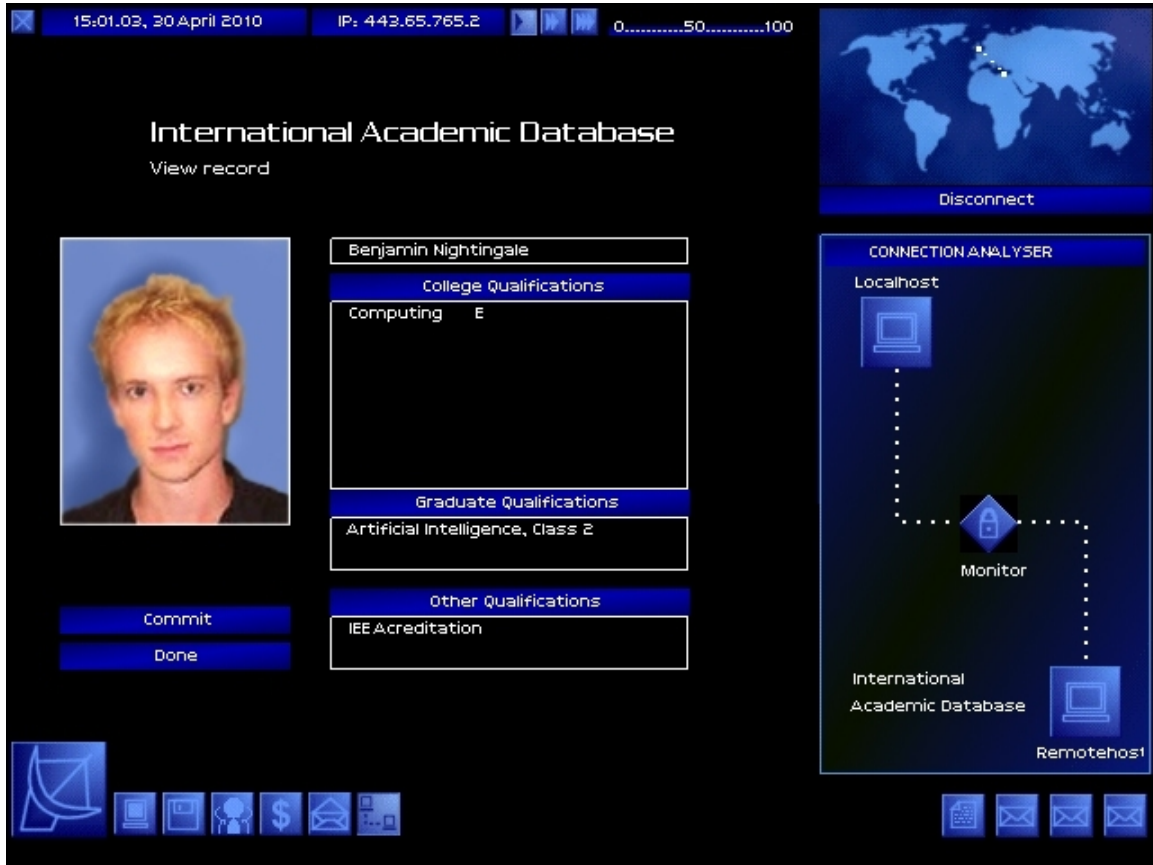 15:01.03, 30 April 2010
IP: 443.65.765.2
0...........50...........100
International Academic Database
View record
Disconnect
Benjamin Nightingale
College Qualifications
Computing E
Graduate Qualifications
Artificial Intelligence, Class 2
Other Qualifications
IEE Acreditation
Commit
Done
CONNECTION ANALYSER
Localhost
Monitor
International
Academic Database
Remotehost
$